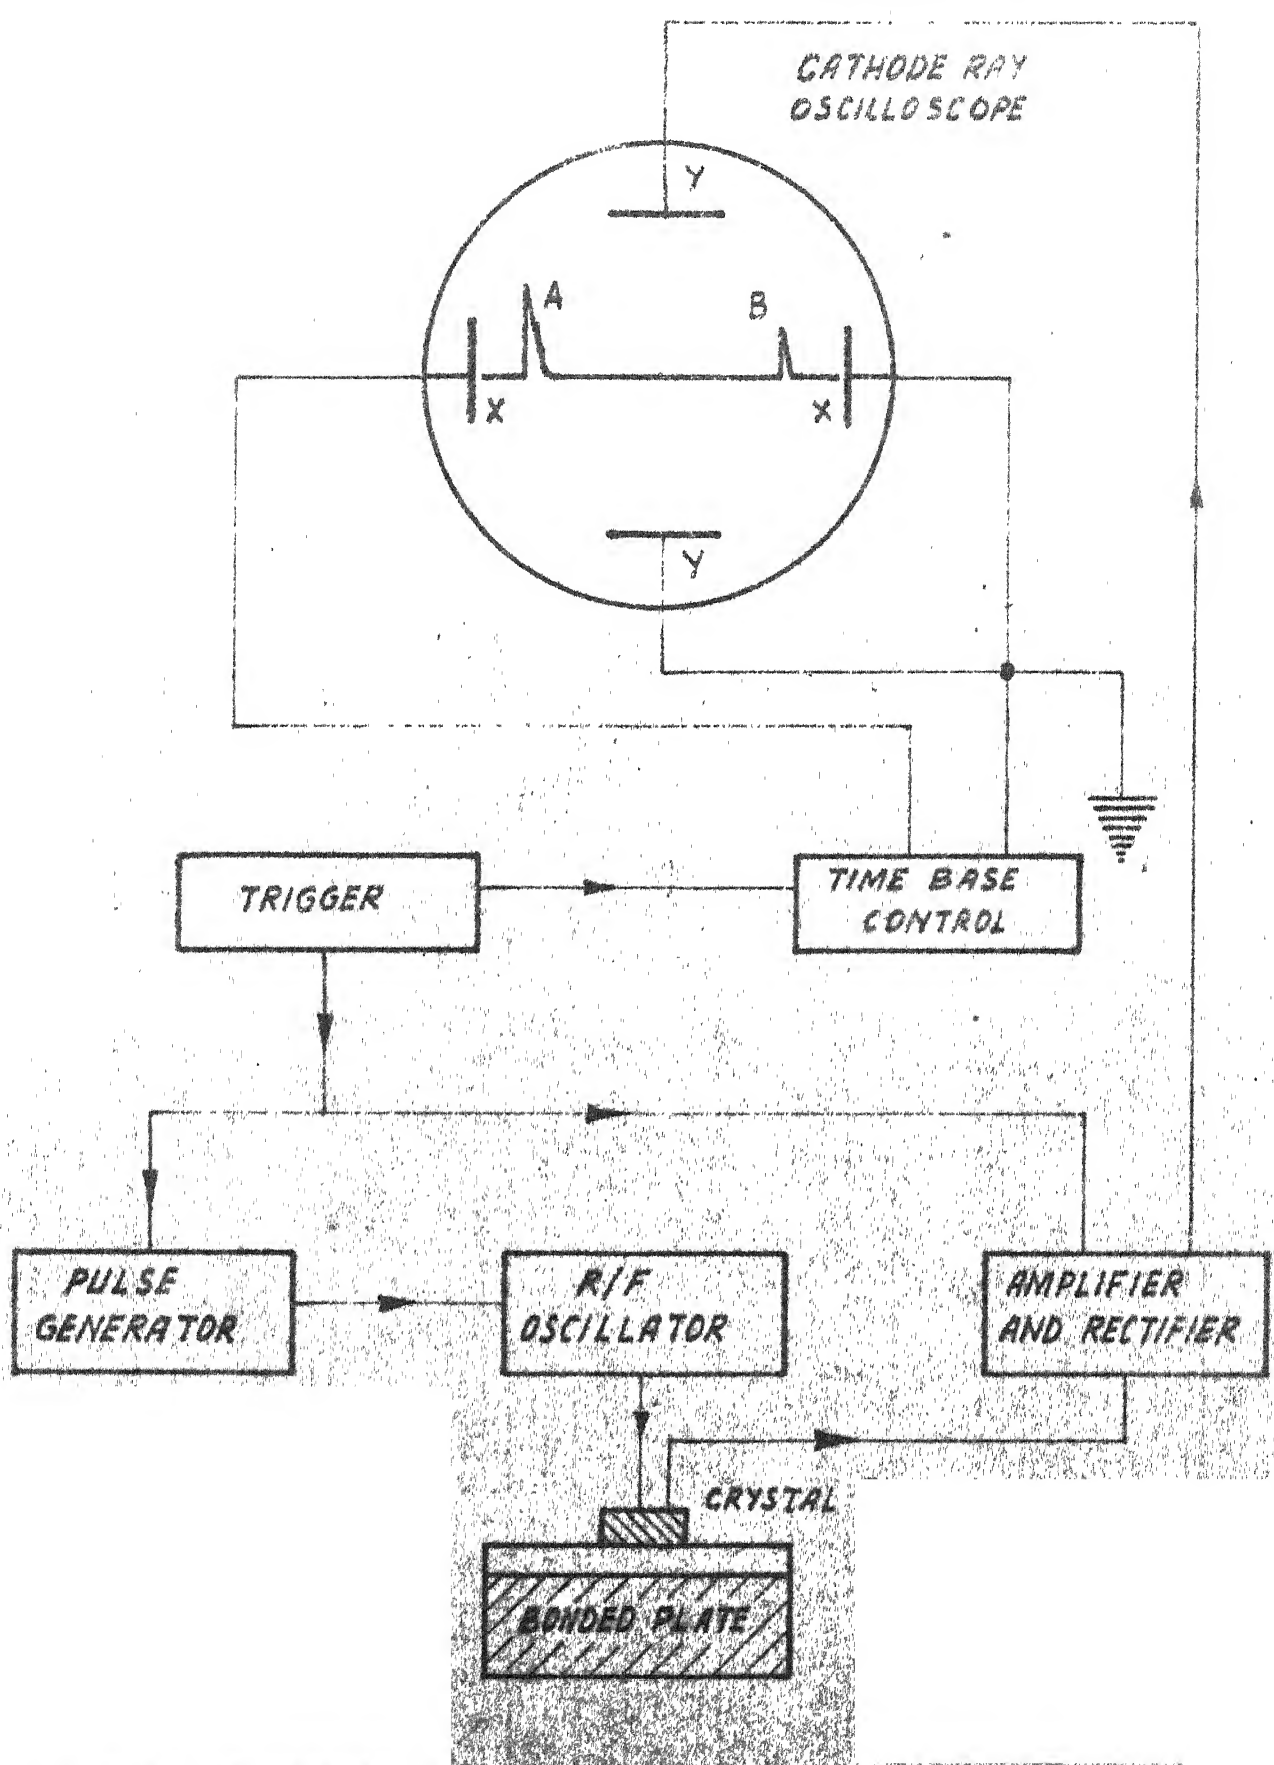 CATHODE RAY
OSCILLOSCOPE
Y
A
B
X
X
Y
TRIGGER
TIME BASE
CONTROL
PULSE
GENERATOR
R/F
OSCILLATOR
AMPLIFIER
AND RECTIFIER
CRYSTAL
BONDED PLATE